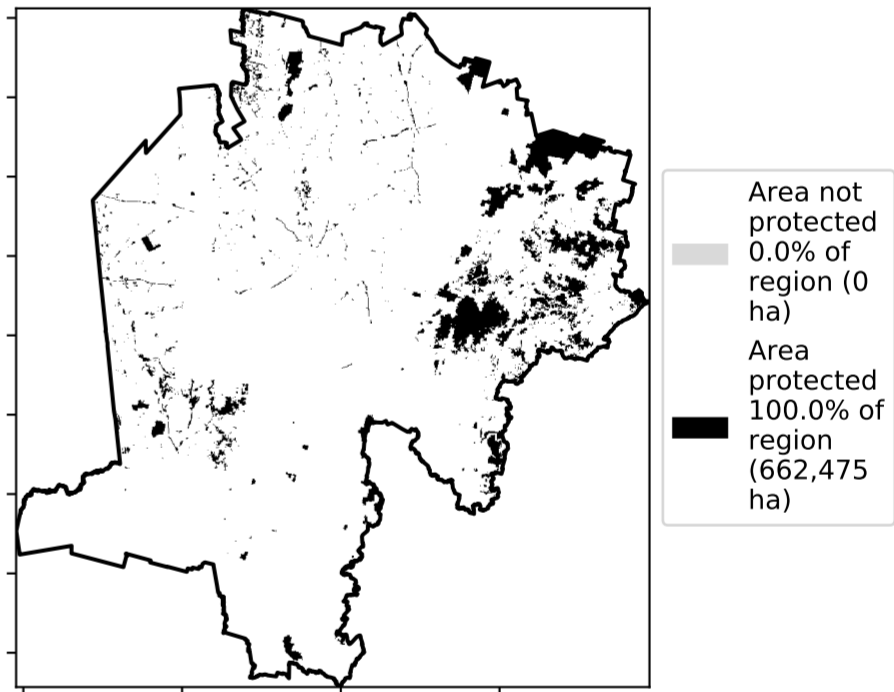 Area not
protected
0.0% of
region (0
ha)
Area
protected
100.0% of
region
(662,475
ha)